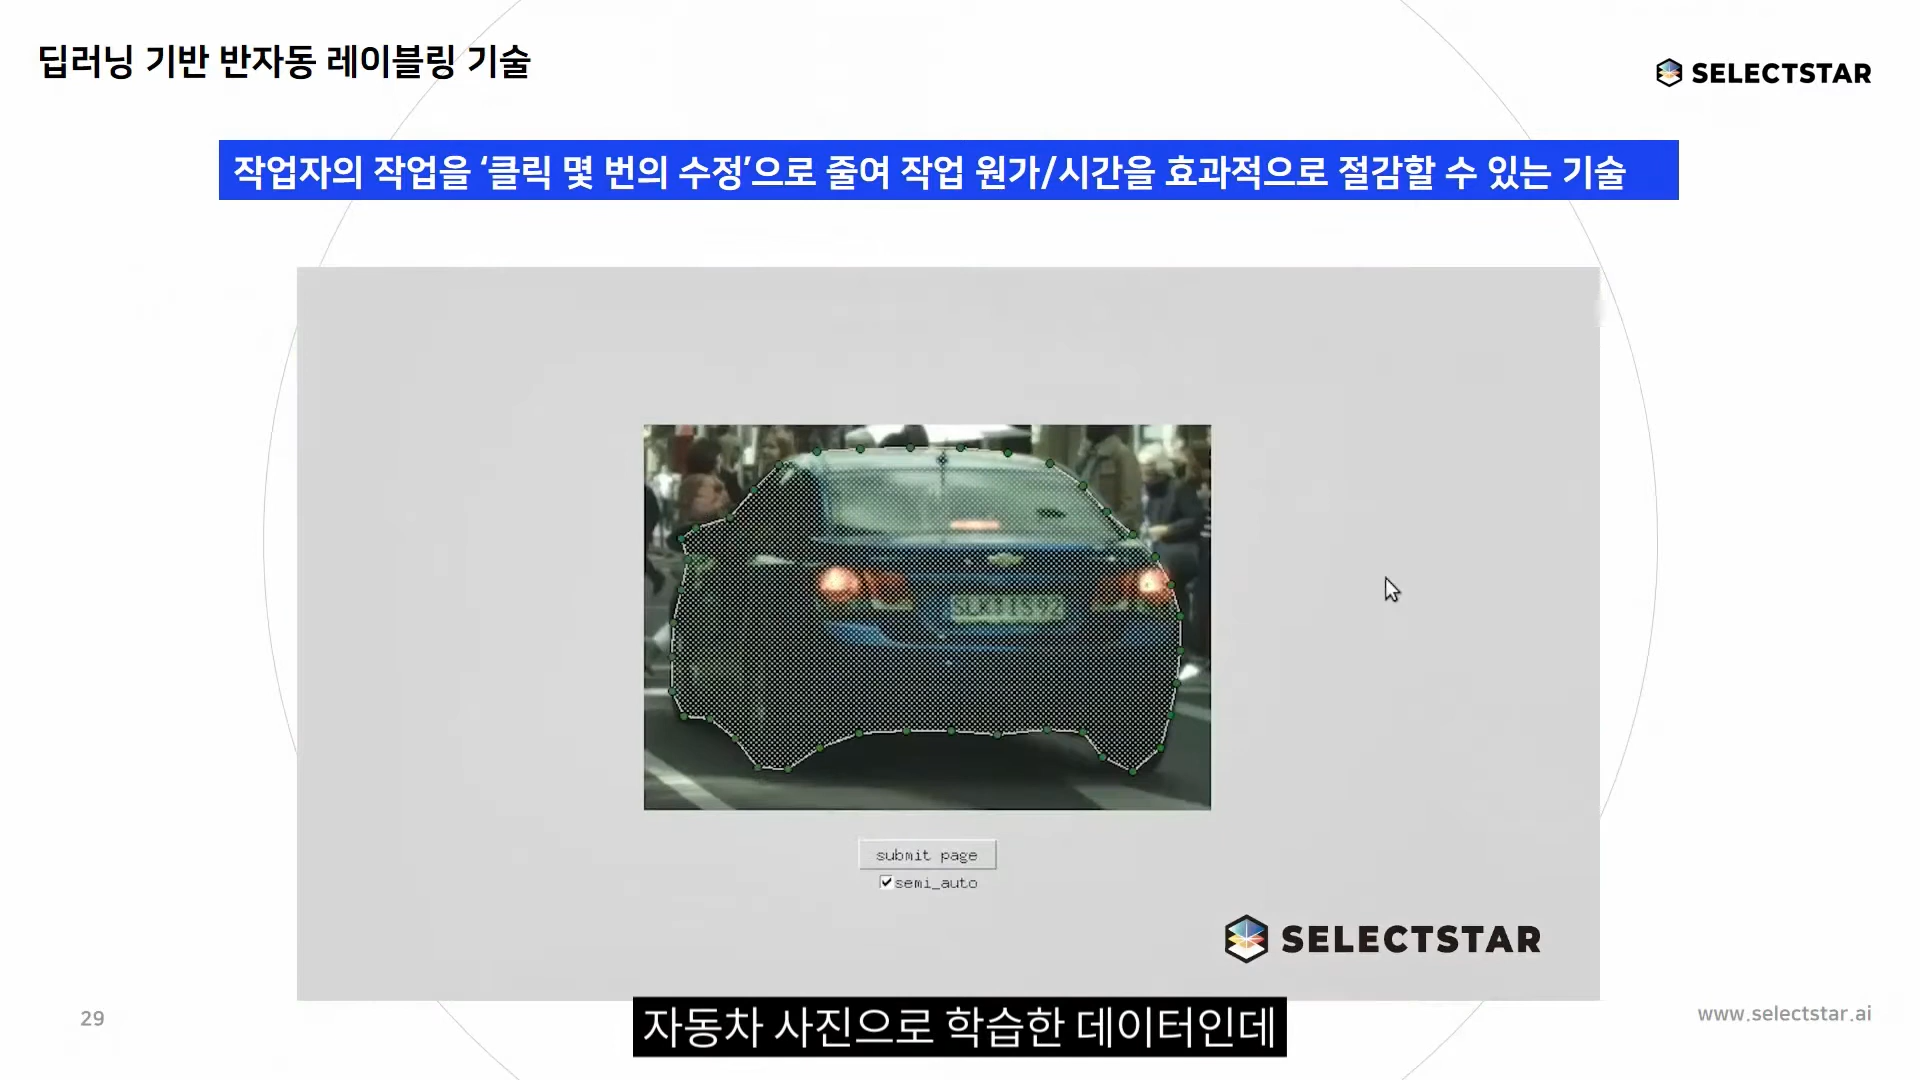 딥러닝 기반 반자동 레이블링 기술
SELECTSTAR
작업자의 작업을 ‘클릭 몇 번의 수정’으로 줄여 작업 원가/시간을 효과적으로 절감할 수 있는 기술
submit page
semi_auto
SELECTSTAR
29
자동차 사진으로 학습한 데이터인데
www.selectstar.ai